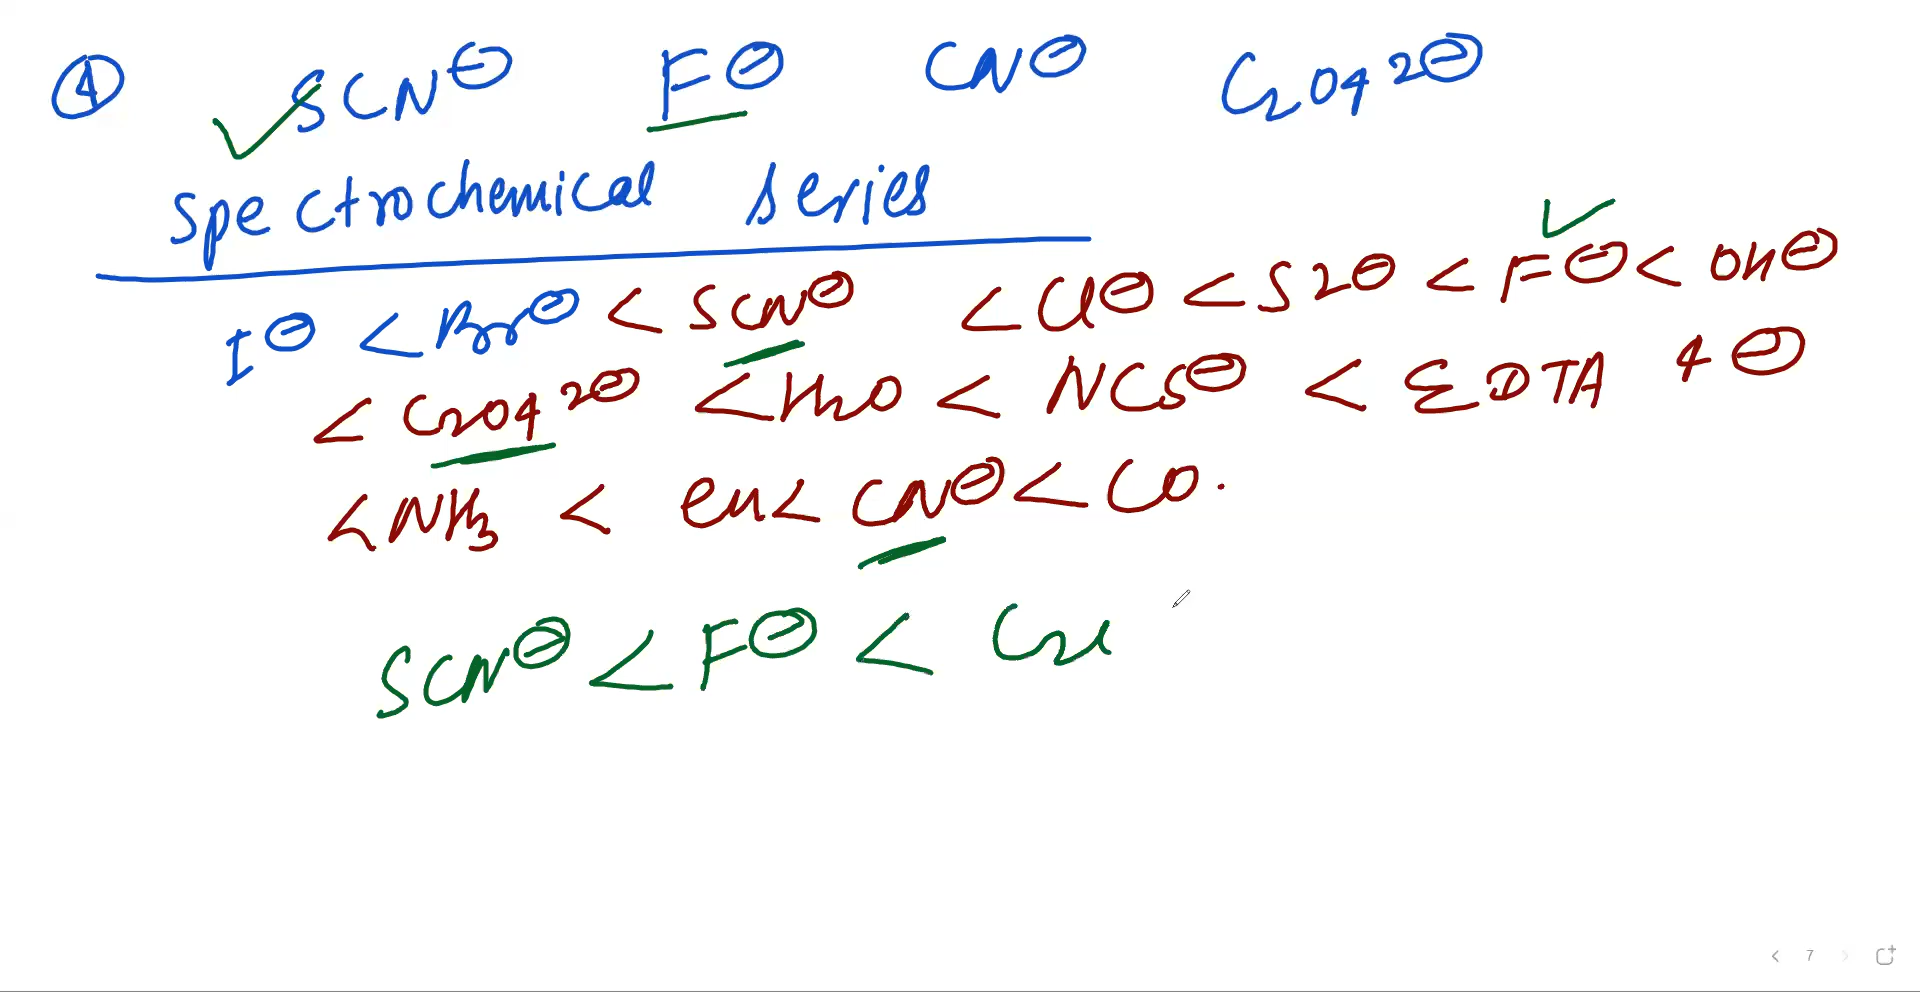 ④ SCN⊖ F⊖ CN⊖ C2O4 2⊖
Spectrochemical series
I⊖ < Br⊖ < SCN⊖ < Cl⊖ < S2⊖ < F⊖ < OH⊖
< C2O4 2⊖ < H2O < NCS⊖ < EDTA 4⊖
< NH3 < en < CN⊖ < CO.
SCN⊖ < F⊖ < C2
7